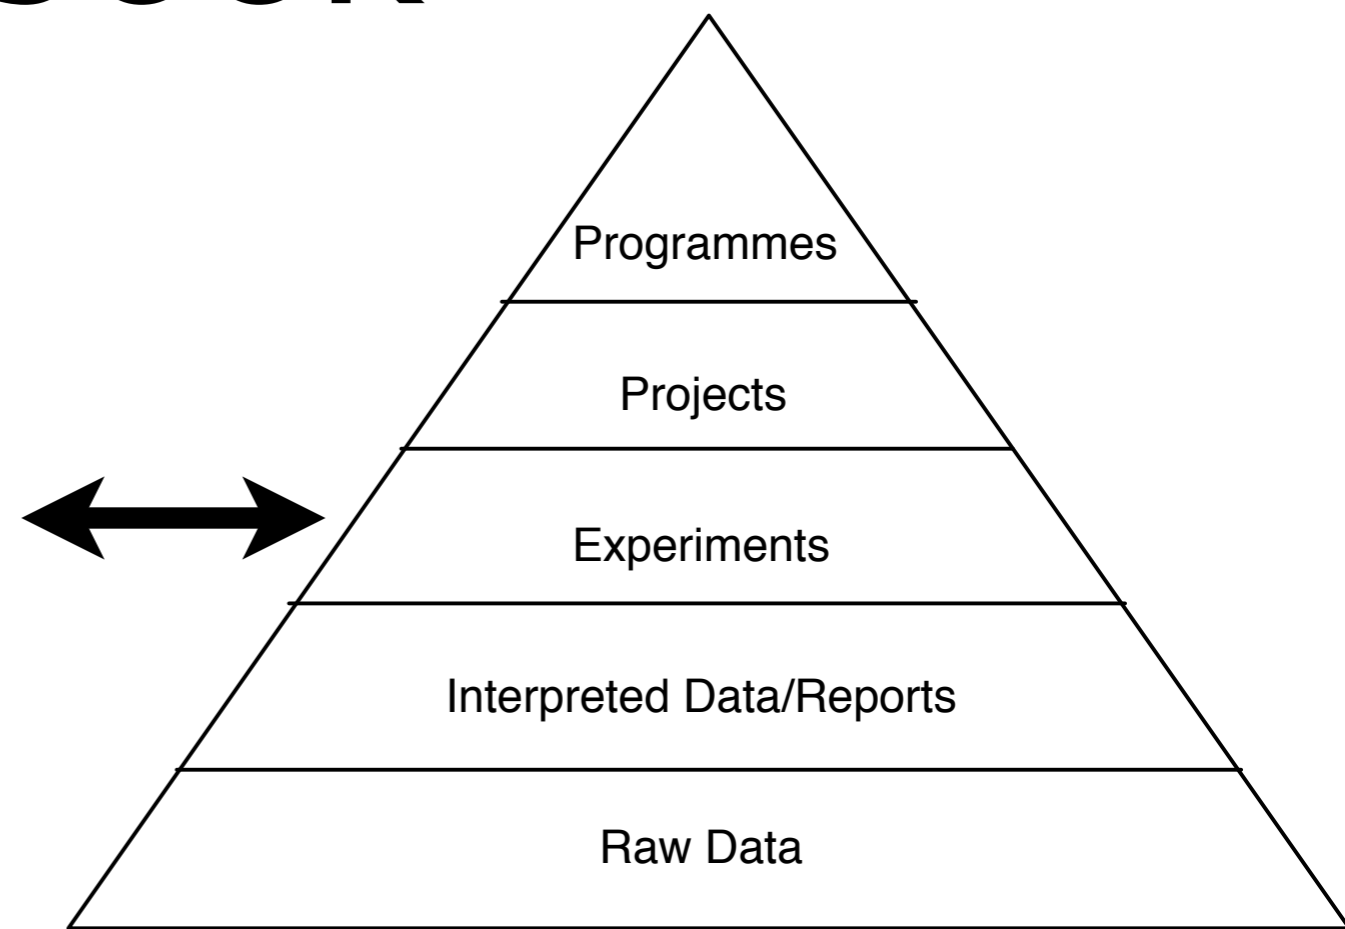 Programmes
Projects
Experiments
Interpreted Data/Reports
Raw Data